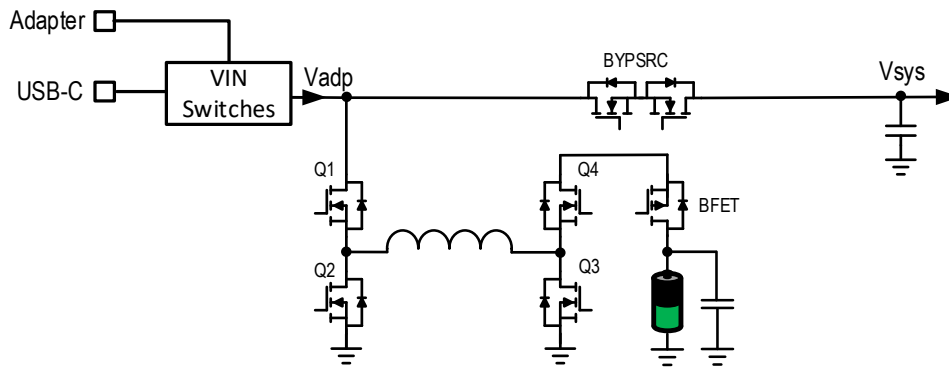 Adapter
USB-C
VIN
Switches
Vadp
BYPSRC
Vsys
Q1
Q4
BFET
Q2
Q3